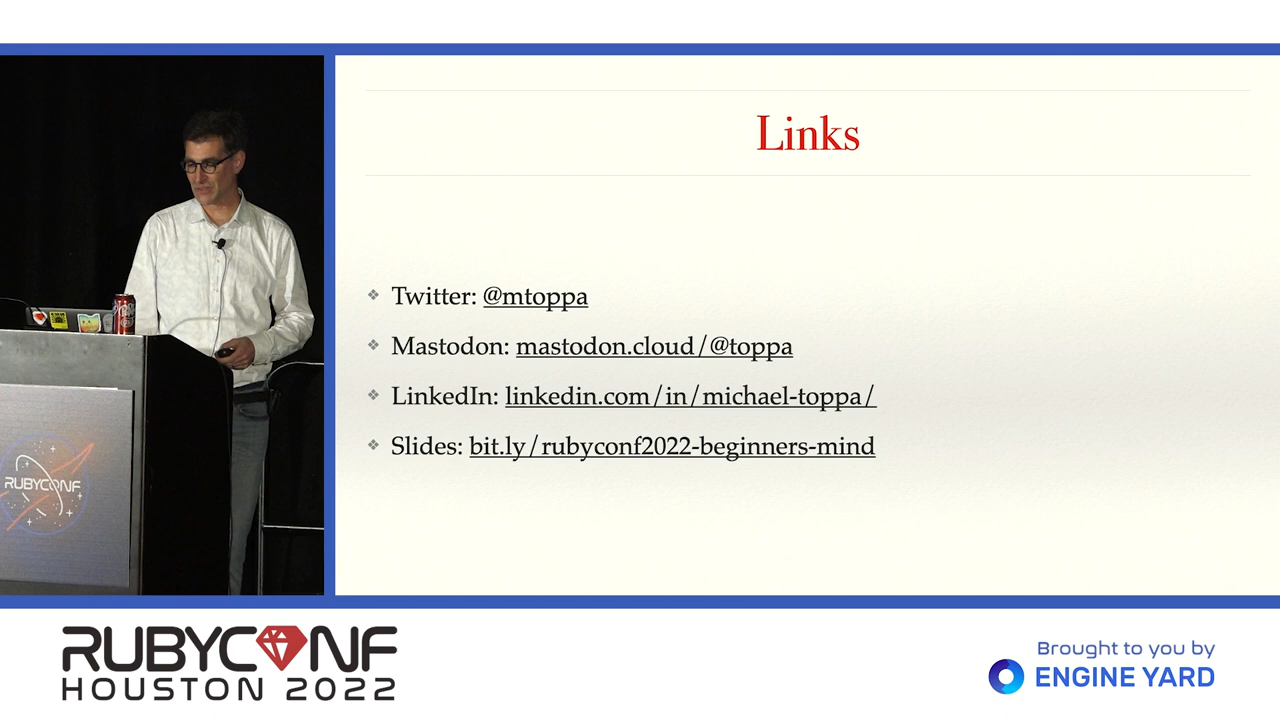 Links
Twitter: @mtoppa
Mastodon: mastodon.cloud/@toppa
LinkedIn: linkedin.com/in/michael-toppa/
Slides: bit.ly/rubyconf2022-beginners-mind
RUBYCONF
RUBYCONF
HOUSTON 2022
Brought to you by
ENGINE YARD